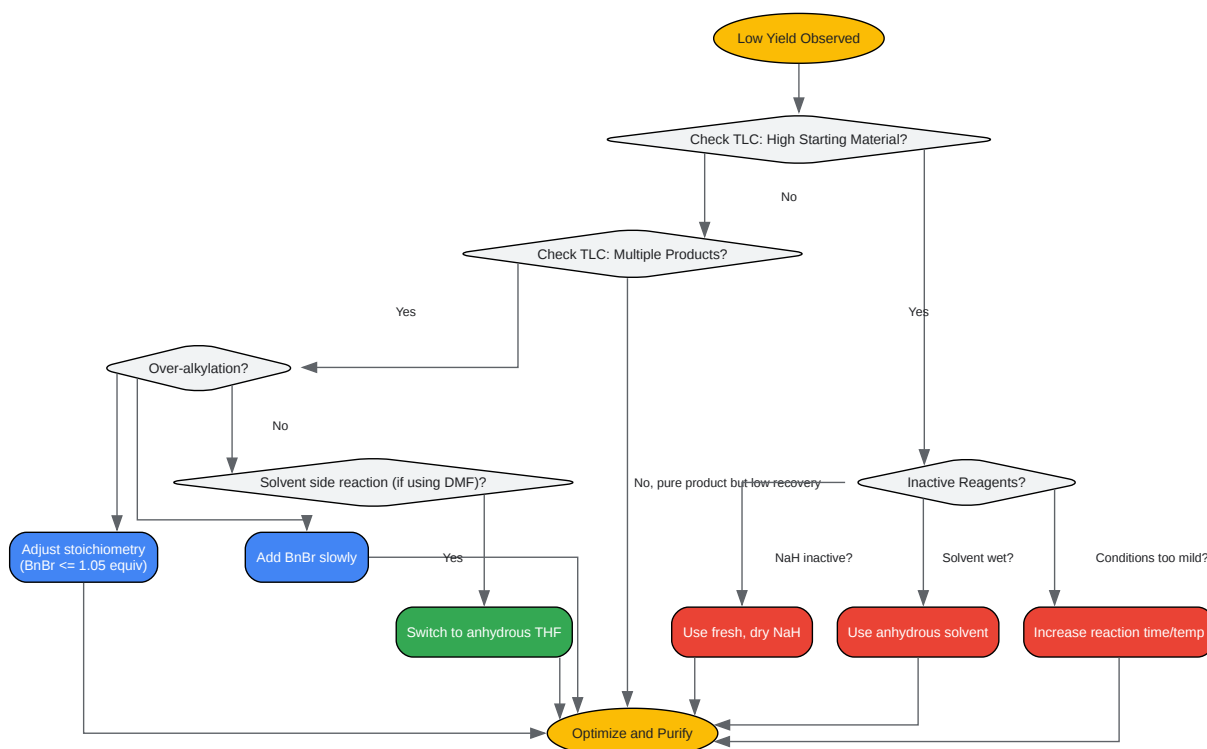 Low Yield Observed
Check TLC: High Starting Material?
No
Check TLC: Multiple Products?
Yes
Yes
Over-alkylation?
No
Solvent side reaction (if using DMF)?
No, pure product but low recovery
Inactive Reagents?
Adjust stoichiometry
(BnBr <= 1.05 equiv)
Add BnBr slowly
Yes
NaH inactive?
Solvent wet?
Conditions too mild?
Switch to anhydrous THF
Use fresh, dry NaH
Use anhydrous solvent
Increase reaction time/temp
Optimize and Purify